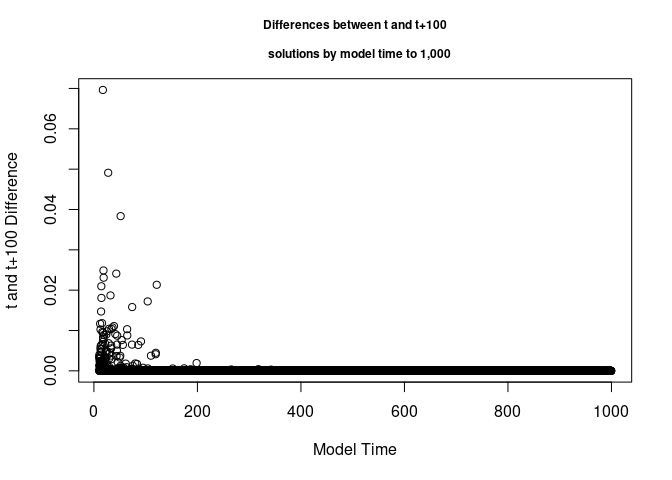 Differences between t and t+100
solutions by model time to 1,000
t and t+100 Difference
0.06
0.04
0.02
0.00
0 200 400 600 800 1000
Model Time